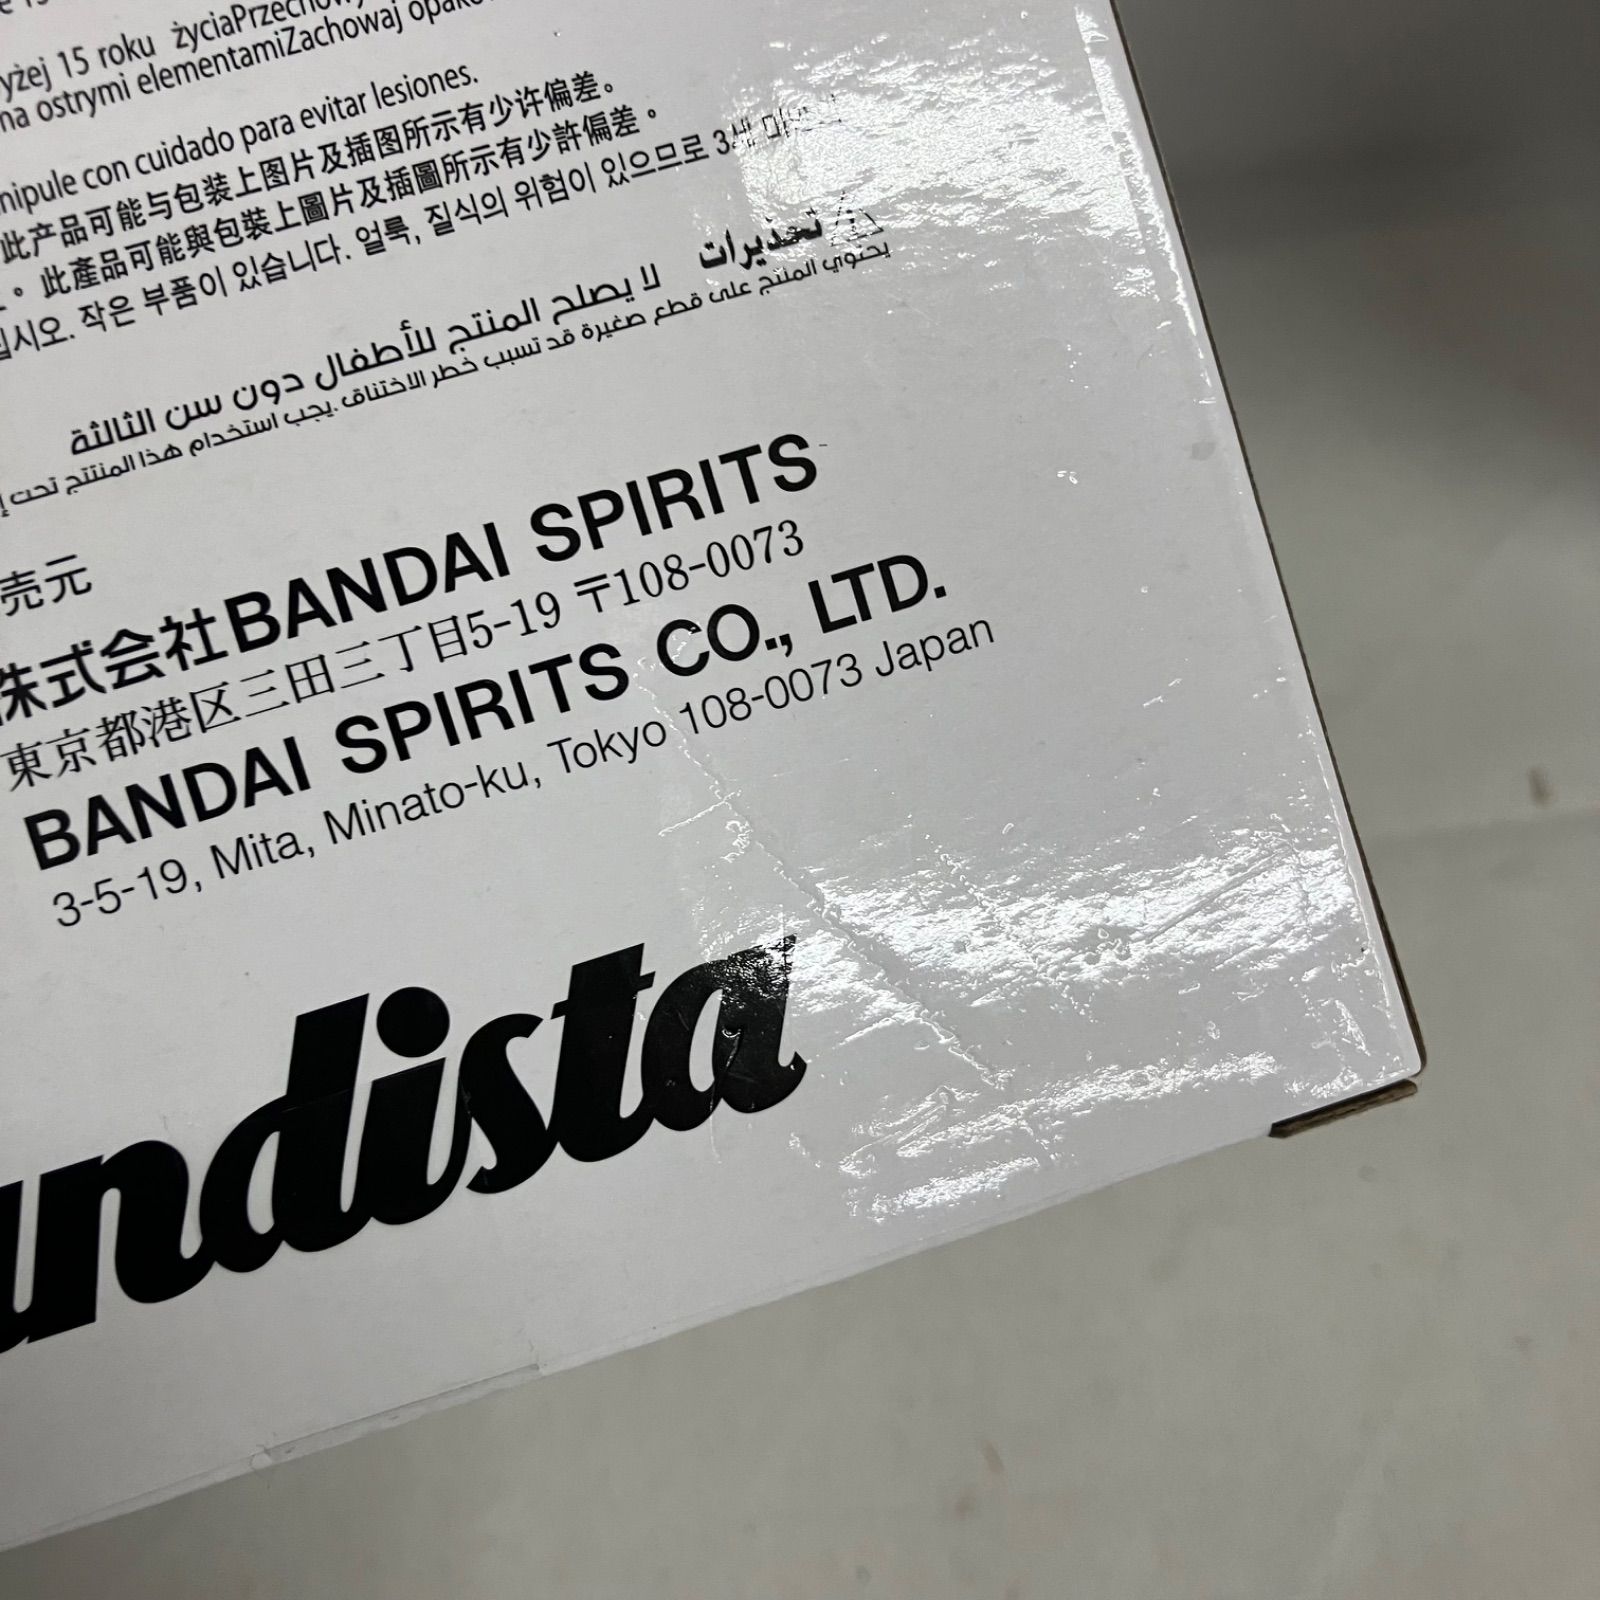 15 roku życiaPrzechowy
na ostrymi elementamiZachowaj opako
nipule con cuidado para evitar lesiones.
此产品可能与包装上图片及插图所示有少许偏差。
。此產品可能與包裝上圖片及插圖所示有少許偏差。
십시오. 작은 부품이 있습니다. 얼룩, 질식의 위험이 있으므로 3세 미만의
تحذيرات لا يصلح المنتج للأطفال دون سن الثالثة
يحتوي المنتج على قطع صغيرة قد تسبب خطر الاختناق .يجب استخدام هذا المنتتج تحت
売元
株式会社BANDAI SPIRITS
東京都港区三田三丁目5-19 〒108-0073
BANDAI SPIRITS CO., LTD.
3-5-19, Mita, Minato-ku, Tokyo 108-0073 Japan
andista